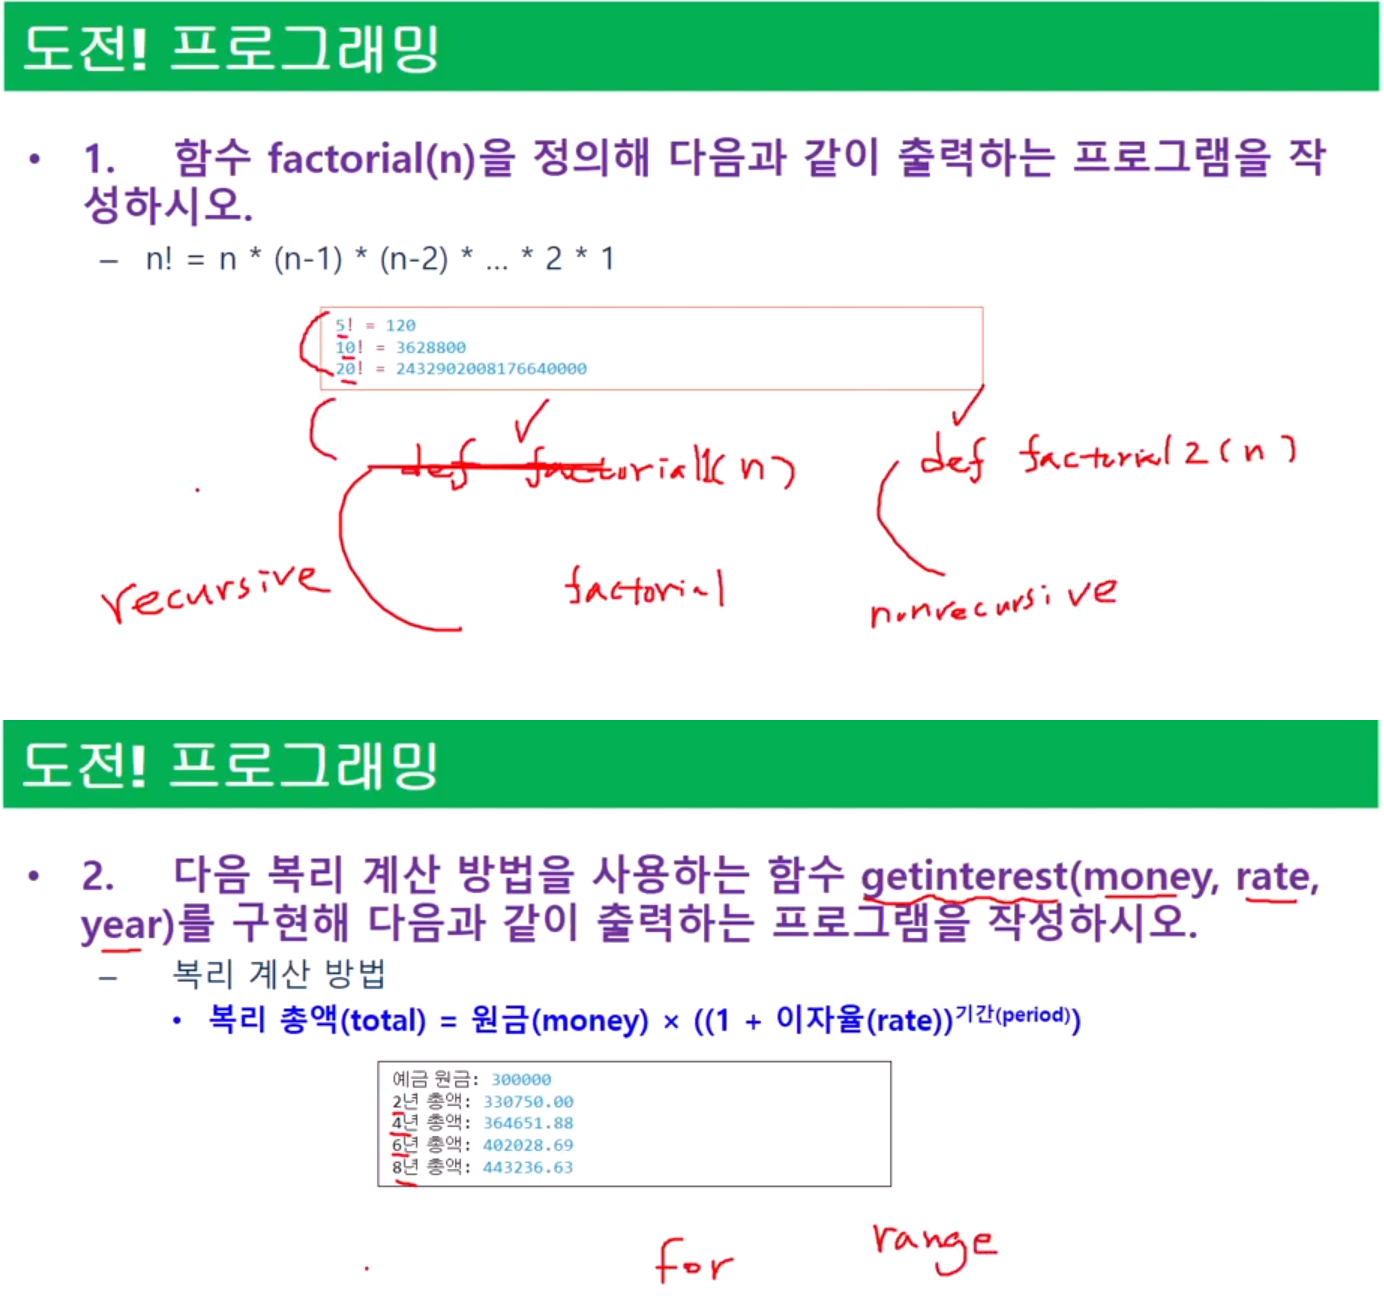 도전! 프로그래밍
• 1. 함수 factorial(n)을 정의해 다음과 같이 출력하는 프로그램을 작
성하시오.
– n! = n * (n-1) * (n-2) * ... * 2 * 1
5! = 120
10! = 3628800
20! = 2432902008176640000
def factorial1(n)
def factorial2(n)
recursive
factorial
nonrecursive
도전! 프로그래밍
• 2. 다음 복리 계산 방법을 사용하는 함수 getinterest(money, rate,
year)를 구현해 다음과 같이 출력하는 프로그램을 작성하시오.
– 복리 계산 방법
• 복리 총액(total) = 원금(money) × ((1 + 이자율(rate))기간(period))
예금 원금: 300000
2년 총액: 330750.00
4년 총액: 364651.88
6년 총액: 402028.69
8년 총액: 443236.63
for range